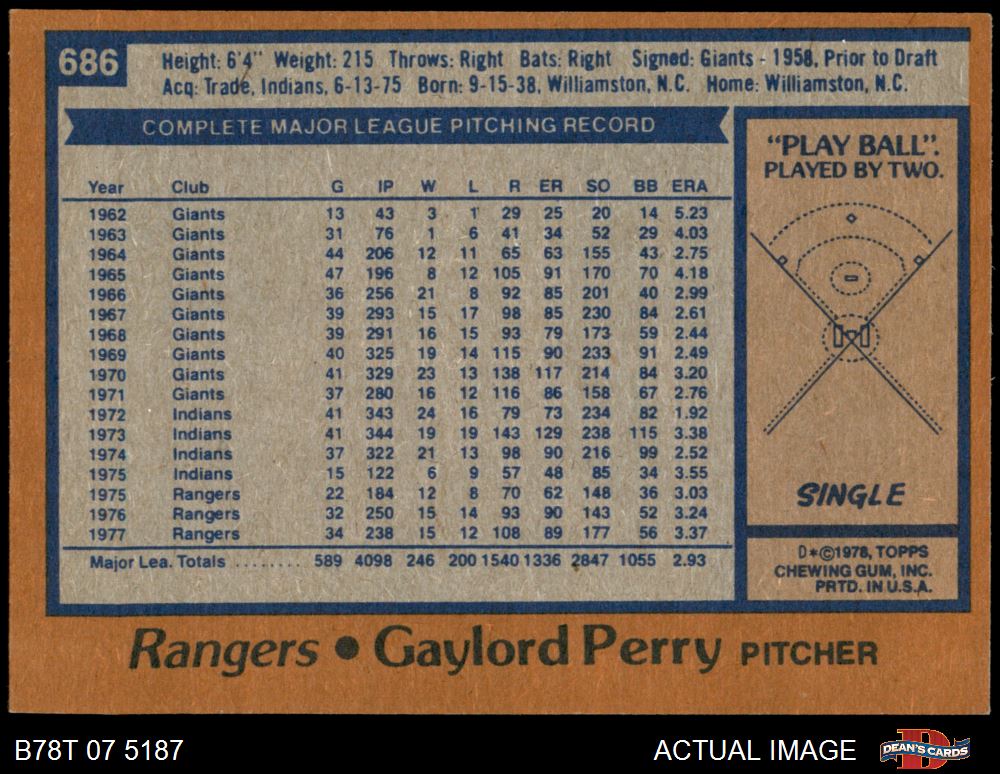 686
Height: 6'4" Weight: 215 Throws: Right Bats: Right Signed: Giants - 1958, Prior to Draft
Acq: Trade, Indians, 6-13-75 Born: 9-15-38, Williamston, N.C. Home: Williamston, N.C.
COMPLETE MAJOR LEAGUE PITCHING RECORD
Year Club G IP W L R ER SO BB ERA
1962 Giants 13 43 3 1 29 25 20 14 5.23
1963 Giants 31 76 1 6 41 34 52 29 4.03
1964 Giants 44 206 12 11 65 63 155 43 2.75
1965 Giants 47 196 8 12 105 91 170 70 4.18
1966 Giants 36 256 21 8 92 85 201 40 2.99
1967 Giants 39 293 15 17 98 85 230 84 2.61
1968 Giants 39 291 16 15 93 79 173 59 2.44
1969 Giants 40 325 19 14 115 90 233 91 2.49
1970 Giants 41 329 23 13 138 117 214 84 3.20
1971 Giants 37 280 16 12 116 86 158 67 2.76
1972 Indians 41 343 24 16 79 73 234 82 1.92
1973 Indians 41 344 19 19 143 129 238 115 3.38
1974 Indians 37 322 21 13 98 90 216 99 2.52
1975 Indians 15 122 6 9 57 48 85 34 3.55
1975 Rangers 22 184 12 8 70 62 148 36 3.03
1976 Rangers 32 250 15 14 93 90 143 52 3.24
1977 Rangers 34 238 15 12 108 89 177 56 3.37
Major Lea. Totals ........ 589 4098 246 200 1540 1336 2847 1055 2.93
"PLAY BALL".
PLAYED BY TWO.
SINGLE
D*©1978, TOPPS
CHEWING GUM, INC.
PRTD. IN U.S.A.
Rangers • Gaylord Perry PITCHER
B78T 07 5187 ACTUAL IMAGE
DEAN'S CARDS